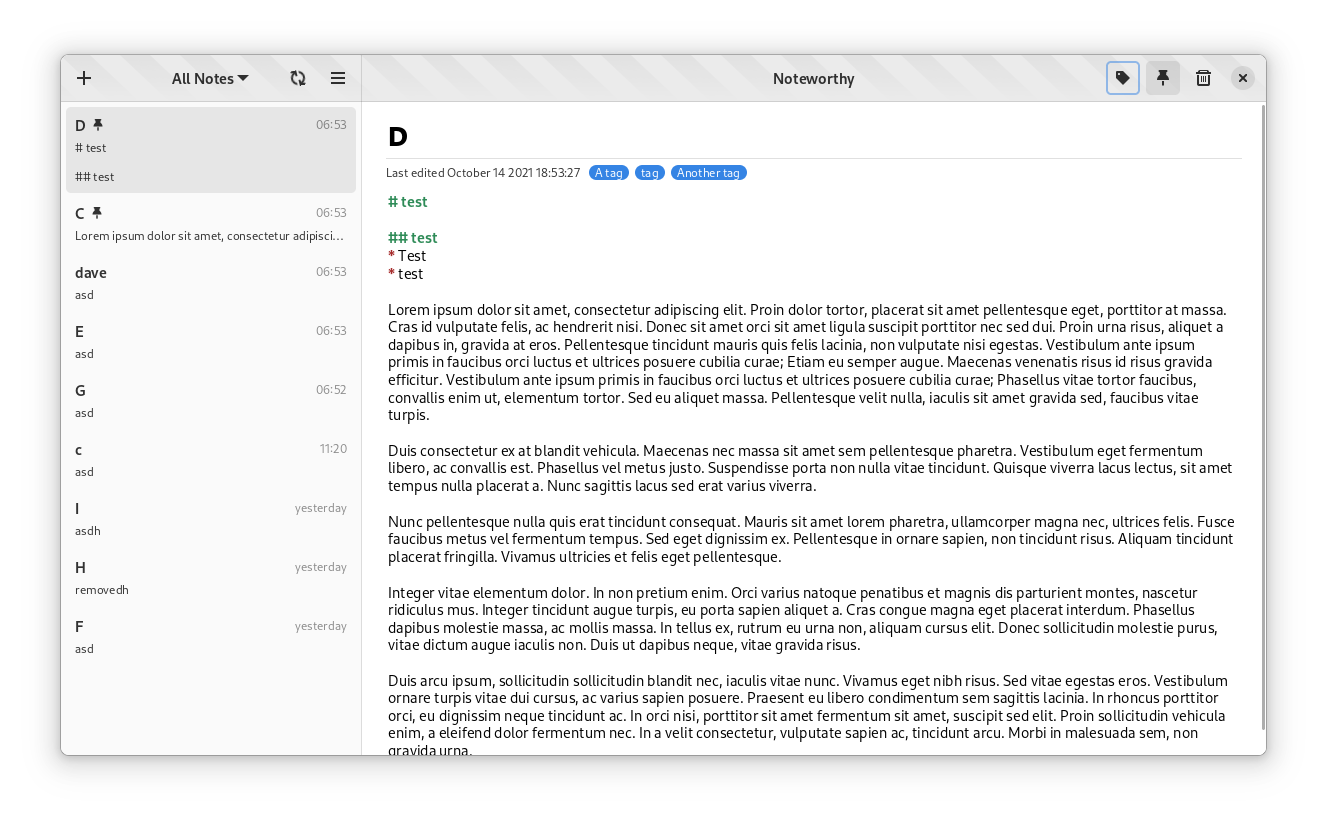 All Notes
Noteworthy
D 06:53
# test
## test
C 06:53
Lorem ipsum dolor sit amet, consectetur adipisci...
dave 06:53
asd
E 06:53
asd
G 06:52
asd
c 11:20
asd
I yesterday
asdh
H yesterday
removedh
F yesterday
asd
D
Last edited October 14 2021 18:53:27 A tag tag Another tag
# test
## test
* Test
* test
Lorem ipsum dolor sit amet, consectetur adipiscing elit. Proin dolor tortor, placerat sit amet pellentesque eget, porttitor at massa.
Cras id vulputate felis, ac hendrerit nisi. Donec sit amet orci sit amet ligula suscipit porttitor nec sed dui. Proin urna risus, aliquet a
dapibus in, gravida at eros. Pellentesque tincidunt mauris quis felis lacinia, non vulputate nisi egestas. Vestibulum ante ipsum
primis in faucibus orci luctus et ultrices posuere cubilia curae; Etiam eu semper augue. Maecenas venenatis risus id risus gravida
efficitur. Vestibulum ante ipsum primis in faucibus orci luctus et ultrices posuere cubilia curae; Phasellus vitae tortor faucibus,
convallis enim ut, elementum tortor. Sed eu aliquet massa. Pellentesque velit nulla, iaculis sit amet gravida sed, faucibus vitae
turpis.
Duis consectetur ex at blandit vehicula. Maecenas nec massa sit amet sem pellentesque pharetra. Vestibulum eget fermentum
libero, ac convallis est. Phasellus vel metus justo. Suspendisse porta non nulla vitae tincidunt. Quisque viverra lacus lectus, sit amet
tempus nulla placerat a. Nunc sagittis lacus sed erat varius viverra.
Nunc pellentesque nulla quis erat tincidunt consequat. Mauris sit amet lorem pharetra, ullamcorper magna nec, ultrices felis. Fusce
faucibus metus vel fermentum tempus. Sed eget dignissim ex. Pellentesque in ornare sapien, non tincidunt risus. Aliquam tincidunt
placerat fringilla. Vivamus ultricies et felis eget pellentesque.
Integer vitae elementum dolor. In non pretium enim. Orci varius natoque penatibus et magnis dis parturient montes, nascetur
ridiculus mus. Integer tincidunt augue turpis, eu porta sapien aliquet a. Cras congue magna eget placerat interdum. Phasellus
dapibus molestie massa, ac mollis massa. In tellus ex, rutrum eu urna non, aliquam cursus elit. Donec sollicitudin molestie purus,
vitae dictum augue iaculis non. Duis ut dapibus neque, vitae gravida risus.
Duis arcu ipsum, sollicitudin sollicitudin blandit nec, iaculis vitae nunc. Vivamus eget nibh risus. Sed vitae egestas eros. Vestibulum
ornare turpis vitae dui cursus, ac varius sapien posuere. Praesent eu libero condimentum sem sagittis lacinia. In rhoncus porttitor
orci, eu dignissim neque tincidunt ac. In orci nisi, porttitor sit amet fermentum sit amet, suscipit sed elit. Proin sollicitudin vehicula
enim, a eleifend dolor fermentum nec. In a velit consectetur, vulputate sapien ac, tincidunt arcu. Morbi in malesuada sem, non
gravida urna.